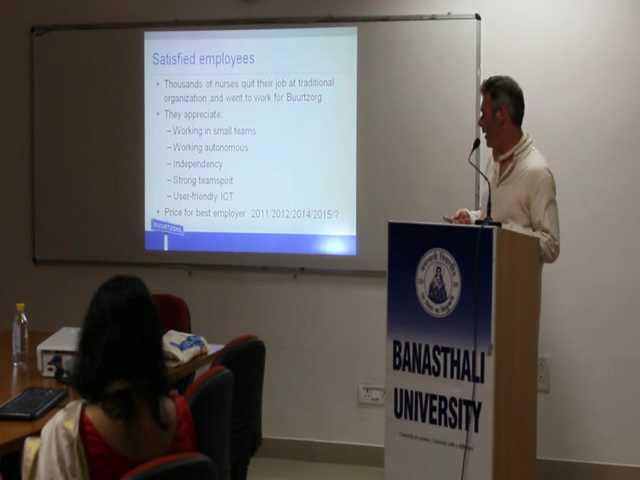 Satisfied employees
• Thousands of nurses quit their job at traditional
organization and went to work for Buurtzorg
• They appreciate:
– Working in small teams
– Working autonomous
– Independency
– Strong teamspirit
– User-friendly ICT
• Price for best employer 2011/2012/2014/2015/?
BUURTZORG
BANASTHALI
UNIVERSITY